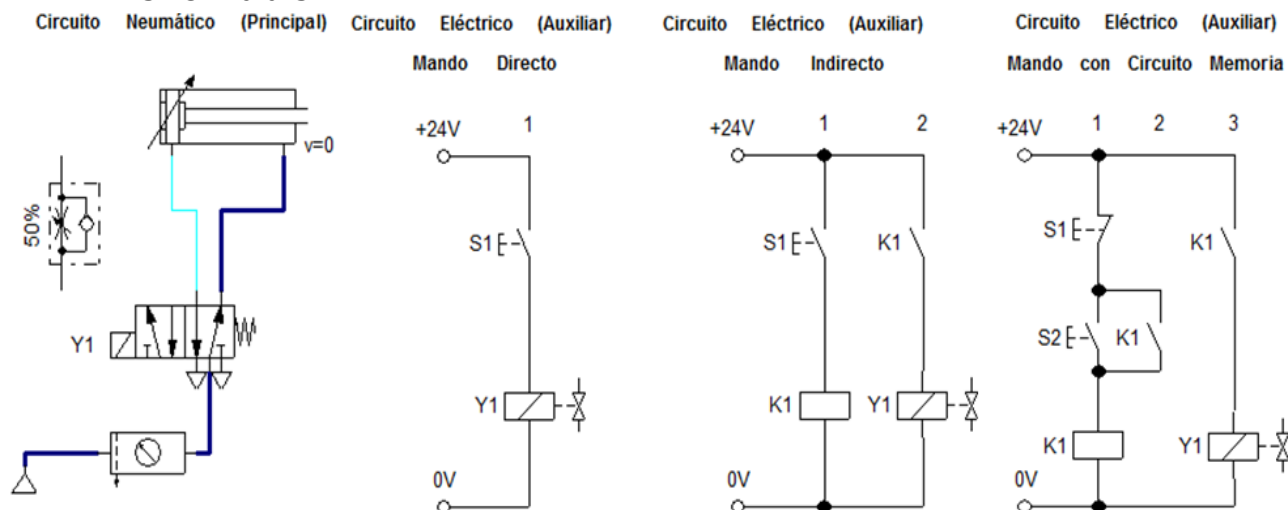 Circuito Neumático (Principal)
v=0
50%
Y1
Circuito Eléctrico (Auxiliar)
Mando Directo
+24V 1
S1
Y1
0V
Circuito Eléctrico (Auxiliar)
Mando Indirecto
+24V 1 2
S1 K1
K1 Y1
0V
Circuito Eléctrico (Auxiliar)
Mando con Circuito Memoria
+24V 1 2 3
S1 K1
S2 K1
K1 Y1
0V